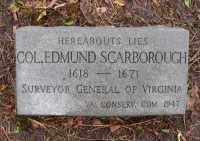 HEREABOUTS LIES
COL. EDMUND SCARBOROUGH
1618 — 1671
SURVEYOR GENERAL OF VIRGINIA
VA. CONSERV. COM. 1947